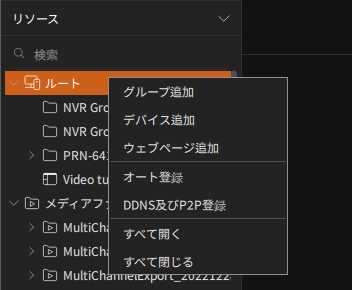 リソース
検索
ルート
NVR Gro
NVR Gro
PRN-641
Video tu
メディアファ
MultiCha
MultiCha
MultiChannelExport_2022122
グループ追加
デバイス追加
ウェブページ追加
オート登録
DDNS及びP2P登録
すべて開く
すべて閉じる